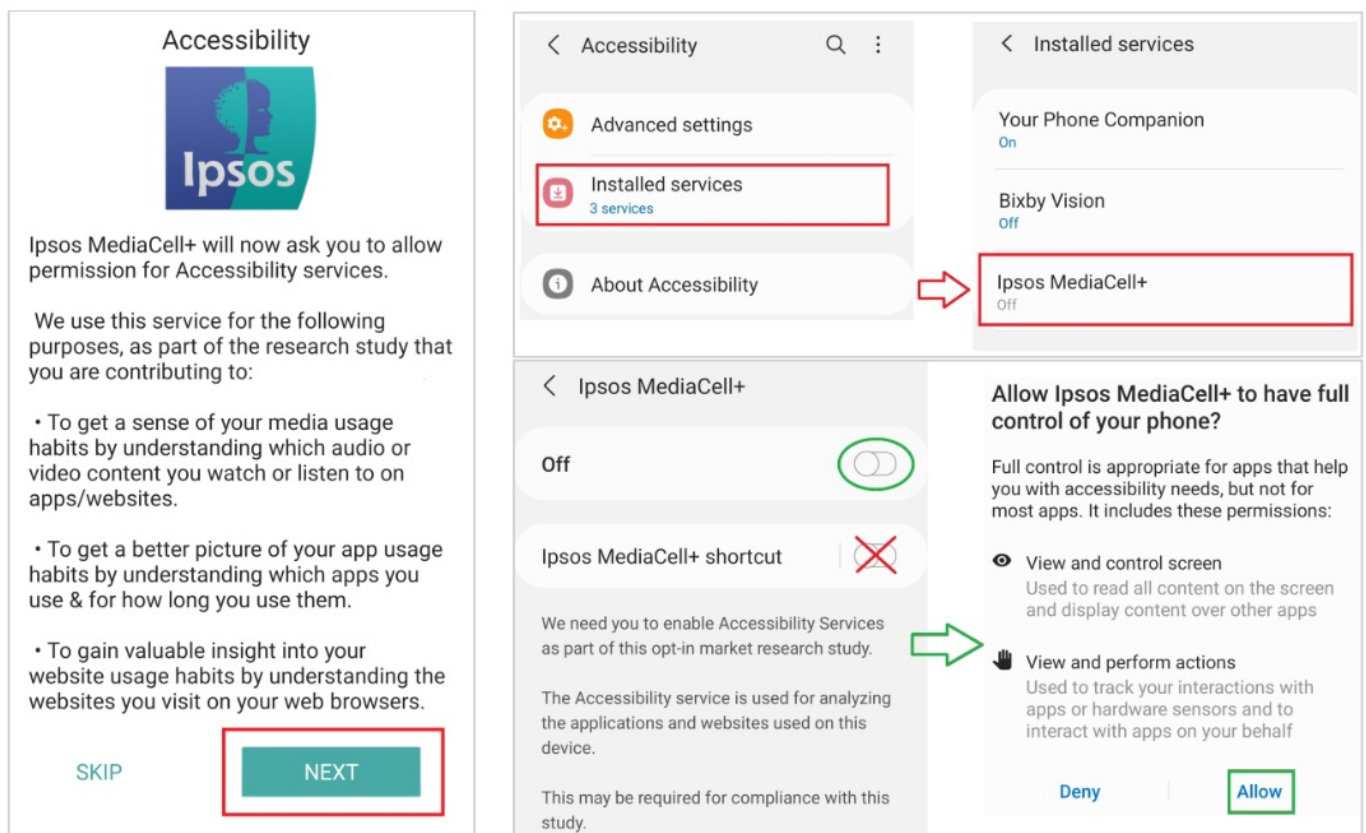 Accessibility
Ipsos
Ipsos MediaCell+ will now ask you to allow
permission for Accessibility services.
We use this service for the following
purposes, as part of the research study that
you are contributing to:
• To get a sense of your media usage
habits by understanding which audio or
video content you watch or listen to on
apps/websites.
• To get a better picture of your app usage
habits by understanding which apps you
use & for how long you use them.
• To gain valuable insight into your
website usage habits by understanding the
websites you visit on your web browsers.
SKIP
NEXT
Accessibility
Advanced settings
Installed services
3 services
About Accessibility
Installed services
Your Phone Companion
On
Bixby Vision
Off
Ipsos MediaCell+
Off
Ipsos MediaCell+
Off
Ipsos MediaCell+ shortcut
We need you to enable Accessibility Services
as part of this opt-in market research study.
The Accessibility service is used for analyzing
the applications and websites used on this
device.
This may be required for compliance with this
study.
Allow Ipsos MediaCell+ to have full
control of your phone?
Full control is appropriate for apps that help
you with accessibility needs, but not for
most apps. It includes these permissions:
View and control screen
Used to read all content on the screen
and display content over other apps
View and perform actions
Used to track your interactions with
apps or hardware sensors and to
interact with apps on your behalf
Deny
Allow